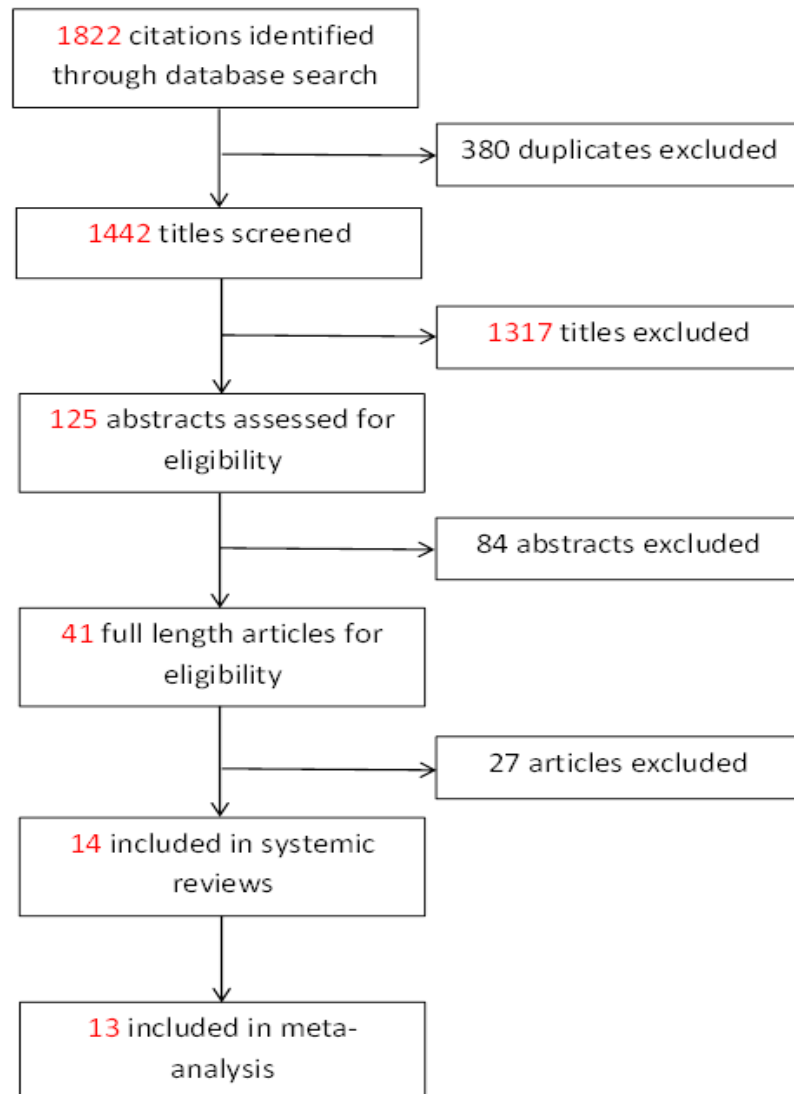 1822 citations identified
through database search
380 duplicates excluded
1442 titles screened
1317 titles excluded
125 abstracts assessed for
eligibility
84 abstracts excluded
41 full length articles for
eligibility
27 articles excluded
14 included in systemic
reviews
13 included in meta-
analysis